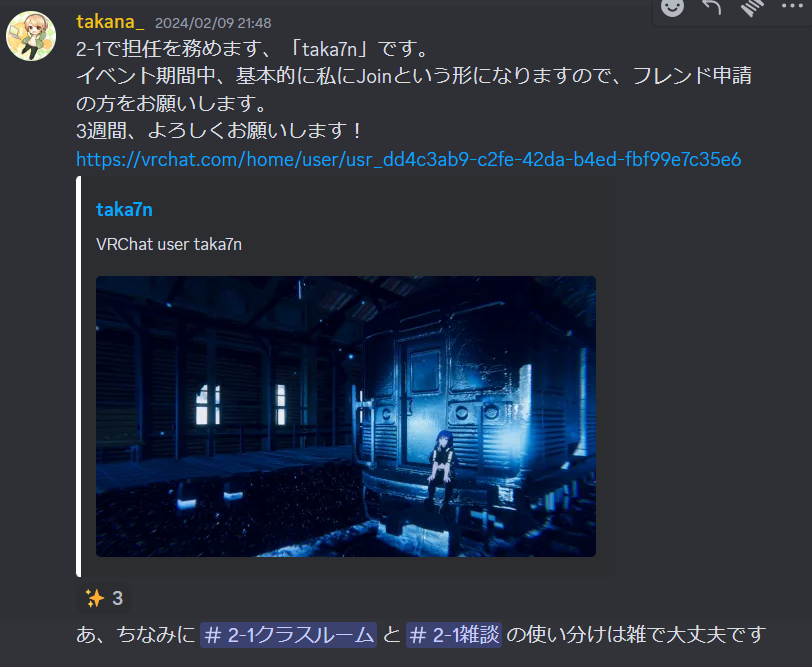 takana_ 2024/02/09 21:48
2-1で担任を務めます、「taka7n」です。
イベント期間中、基本的に私にJoinという形になりますので、フレンド申請
の方をお願いします。
3週間、よろしくお願いします！
https://vrchat.com/home/user/usr_dd4c3ab9-c2fe-42da-b4ed-fbf99e7c35e6
taka7n
VRChat user taka7n
✨ 3
あ、ちなみに # 2-1クラスルーム と # 2-1雑談 の使い分けは雑で大丈夫です